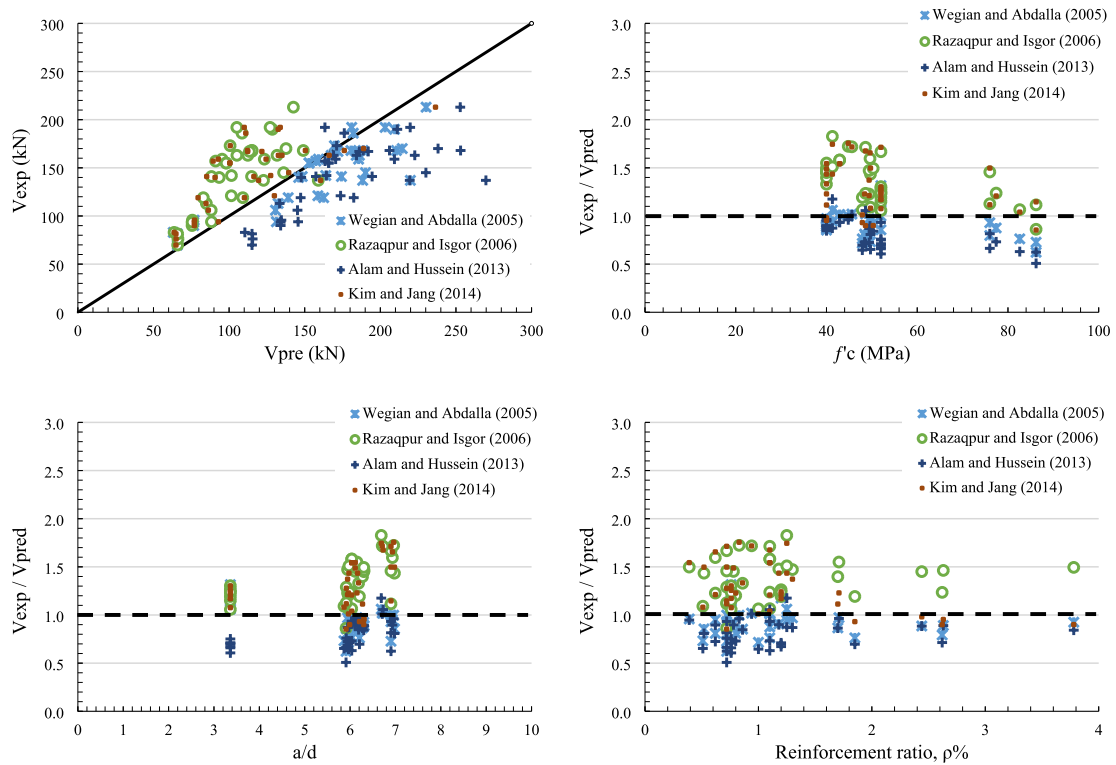 300
250
200
150
100
50
0
Vexp (kN)
0 50 100 150 200 250 300
Vpre (kN)
Wegian and Abdalla (2005)
Razaqpur and Isgor (2006)
Alam and Hussein (2013)
Kim and Jang (2014)
3.0
2.5
2.0
1.5
1.0
0.5
0.0
Vexp / Vpred
0 20 40 60 80 100
f'c (MPa)
Wegian and Abdalla (2005)
Razaqpur and Isgor (2006)
Alam and Hussein (2013)
Kim and Jang (2014)
3.0
2.5
2.0
1.5
1.0
0.5
0.0
Vexp / Vpred
0 1 2 3 4 5 6 7 8 9 10
a/d
Wegian and Abdalla (2005)
Razaqpur and Isgor (2006)
Alam and Hussein (2013)
Kim and Jang (2014)
3.0
2.5
2.0
1.5
1.0
0.5
0.0
Vexp / Vpred
0 1 2 3 4
Reinforcement ratio, ρ%
Wegian and Abdalla (2005)
Razaqpur and Isgor (2006)
Alam and Hussein (2013)
Kim and Jang (2014)